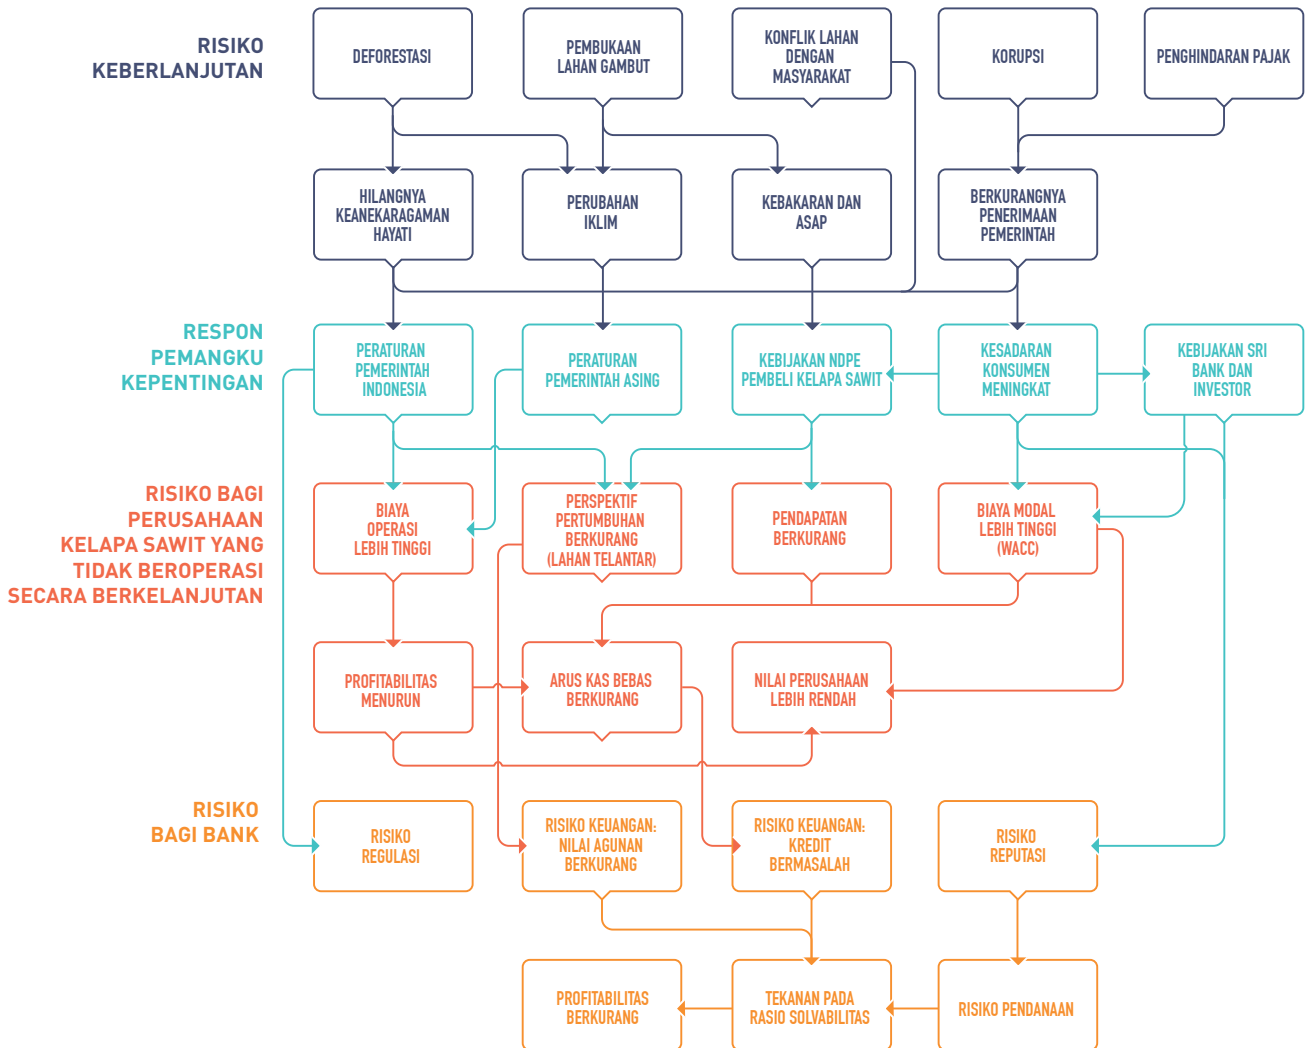 RISIKO
KEBERLANJUTAN
DEFORESTASI
PEMBUKAAN
LAHAN GAMBUT
KONFLIK LAHAN
DENGAN
MASYARAKAT
KORUPSI
PENGHINDARAN PAJAK
HILANGNYA
KEANEKARAGAMAN
HAYATI
PERUBAHAN
IKLIM
KEBAKARAN DAN
ASAP
BERKURANGNYA
PENERIMAAN
PEMERINTAH
RESPON
PEMANGKU
KEPENTINGAN
PERATURAN
PEMERINTAH
INDONESIA
PERATURAN
PEMERINTAH ASING
KEBIJAKAN NDPE
PEMBELI KELAPA SAWIT
KESADARAN
KONSUMEN
MENINGKAT
KEBIJAKAN SRI
BANK DAN
INVESTOR
RISIKO BAGI
PERUSAHAAN
KELAPA SAWIT YANG
TIDAK BEROPERASI
SECARA BERKELANJUTAN
BIAYA
OPERASI
LEBIH TINGGI
PERSPEKTIF
PERTUMBUHAN
BERKURANG
(LAHAN TELANTAR)
PENDAPATAN
BERKURANG
BIAYA MODAL
LEBIH TINGGI
(WACC)
PROFITABILITAS
MENURUN
ARUS KAS BEBAS
BERKURANG
NILAI PERUSAHAAN
LEBIH RENDAH
RISIKO
BAGI BANK
RISIKO
REGULASI
RISIKO KEUANGAN:
NILAI AGUNAN
BERKURANG
RISIKO KEUANGAN:
KREDIT
BERMASALAH
RISIKO
REPUTASI
PROFITABILITAS
BERKURANG
TEKANAN PADA
RASIO SOLVABILITAS
RISIKO PENDANAAN